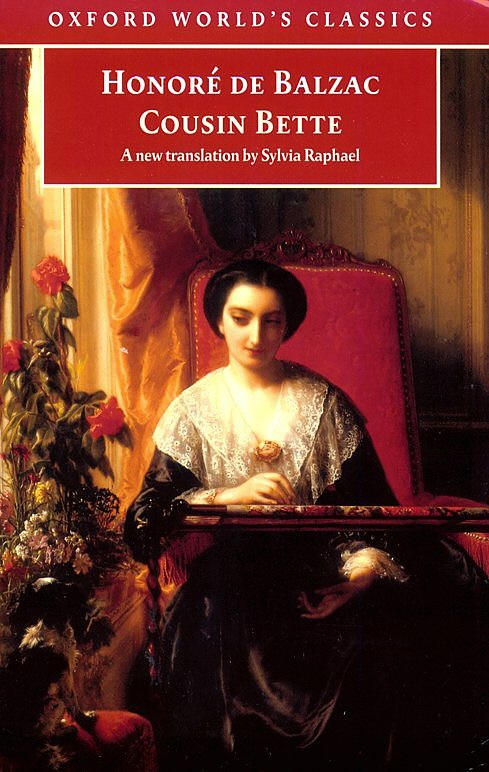 OXFORD WORLD'S CLASSICS
HONORÉ DE BALZAC
COUSIN BETTE
A new translation by Sylvia Raphael